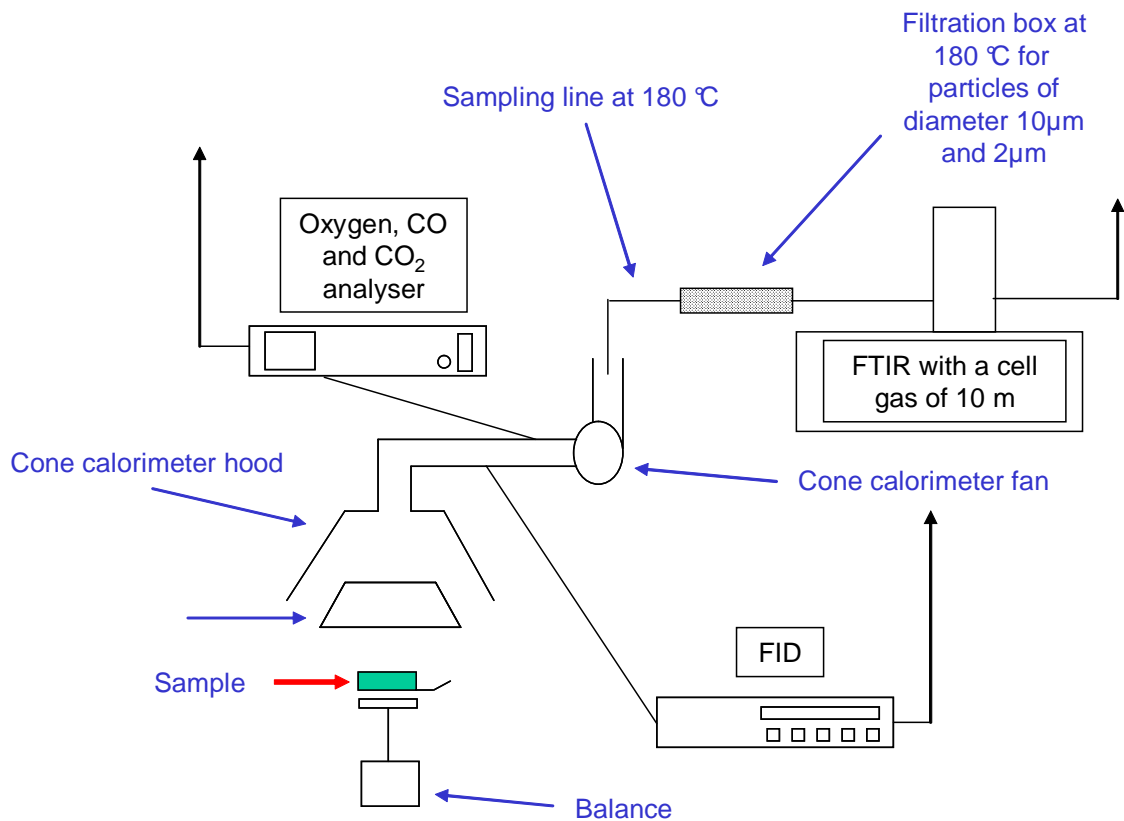 Filtration box at
180 °C for
particles of
diameter 10µm
and 2µm
Sampling line at 180 °C
Oxygen, CO
and CO₂
analyser
FTIR with a cell
gas of 10 m
Cone calorimeter hood
Cone calorimeter fan
FID
Sample
Balance